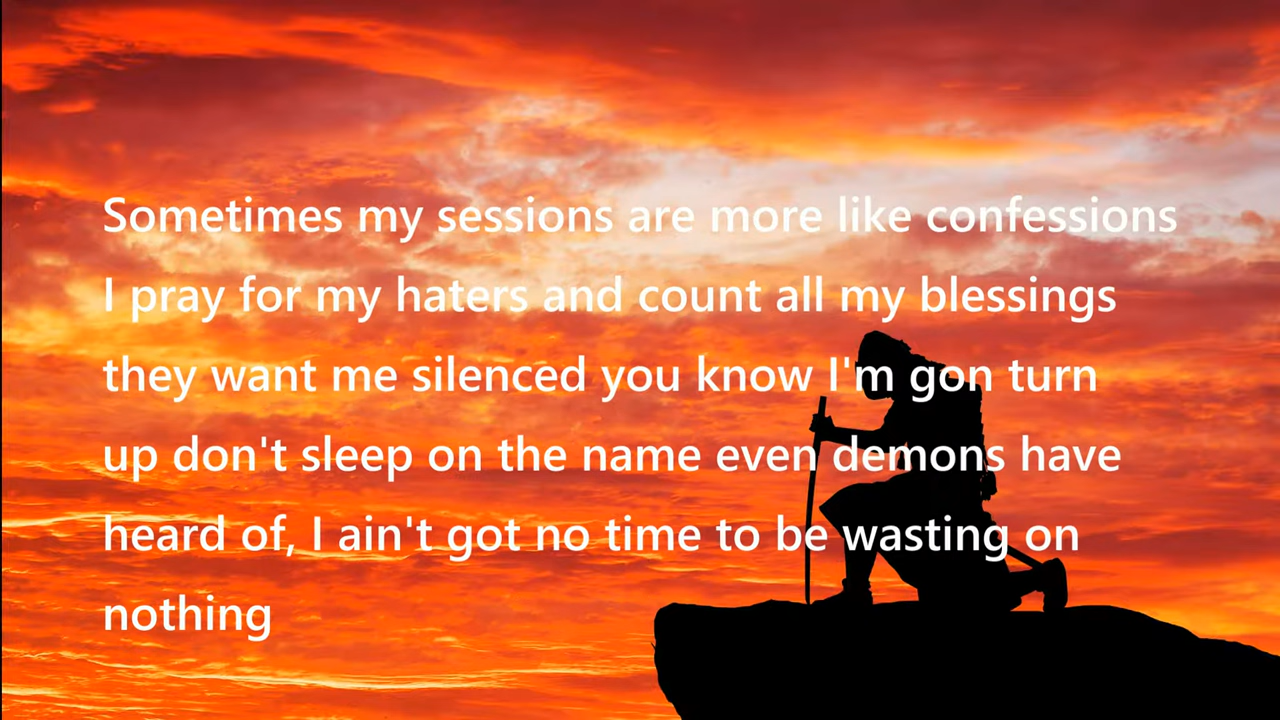 Sometimes my sessions are more like confessions
I pray for my haters and count all my blessings
they want me silenced you know I'm gon turn
up don't sleep on the name even demons have
heard of, I ain't got no time to be wasting on
nothing